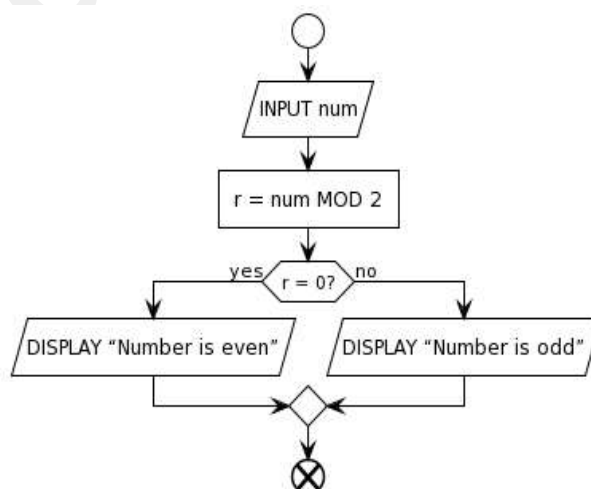 INPUT num
r = num MOD 2
yes
r = 0?
no
DISPLAY “Number is even”
DISPLAY “Number is odd”